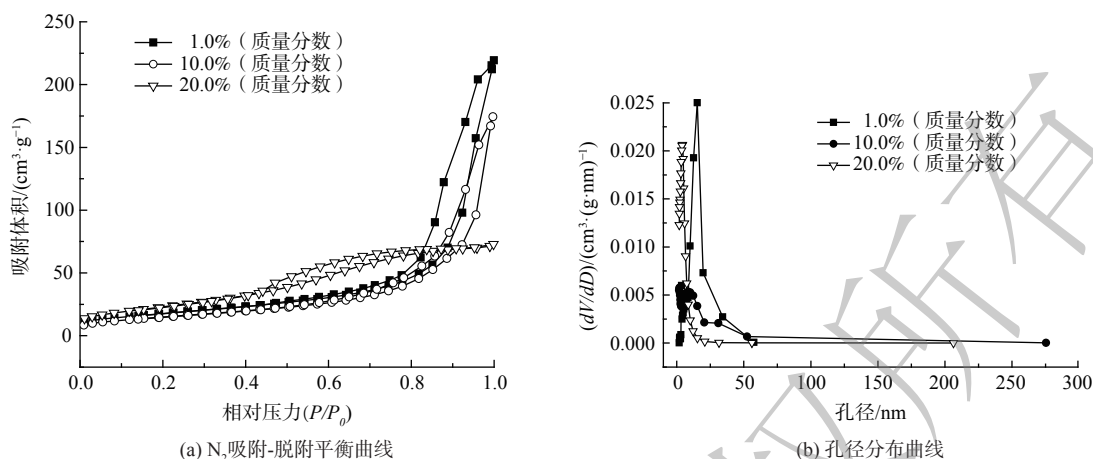 250
200
150
100
50
0
吸附体积/(cm³·g⁻¹)
1.0%（质量分数）
10.0%（质量分数）
20.0%（质量分数）
0.0 0.2 0.4 0.6 0.8 1.0
相对压力(P/P₀)
(a) N₂吸附-脱附平衡曲线
0.025
0.020
0.015
0.010
0.005
0.000
(dV/dD)/(cm³·(g·nm)⁻¹)
1.0%（质量分数）
10.0%（质量分数）
20.0%（质量分数）
0 50 100 150 200 250 300
孔径/nm
(b) 孔径分布曲线
权所有